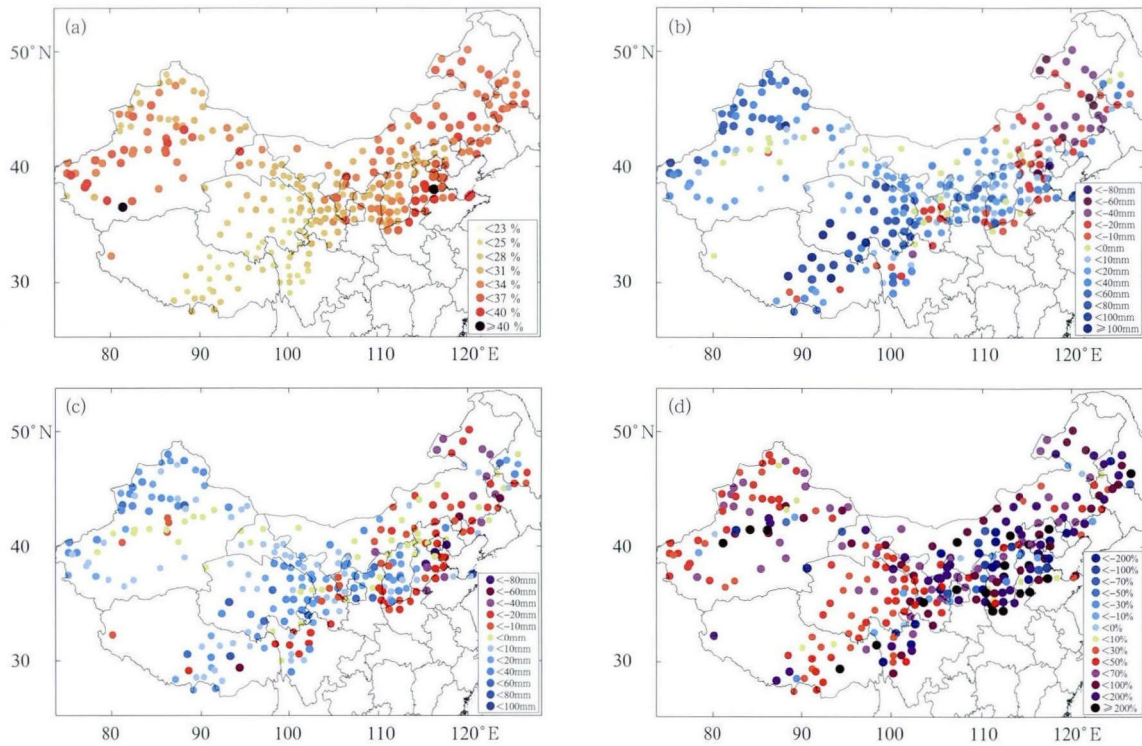 (a)
50°N
40
30
80
90
100
110
120°E
<23 %
<25 %
<28 %
<31 %
<34 %
<37 %
<40 %
⩾40 %
(b)
50°N
40
30
80
90
100
110
120°E
<−80mm
<−60mm
<−40mm
<−20mm
<−10mm
<0mm
<10mm
<20mm
<40mm
<60mm
<80mm
<100mm
⩾100mm
(c)
50°N
40
30
80
90
100
110
120°E
<−80mm
<−60mm
<−40mm
<−20mm
<−10mm
<0mm
<10mm
<20mm
<40mm
<60mm
<80mm
<100mm
(d)
50°N
40
30
80
90
100
110
120°E
<−200%
<−100%
<−70%
<−50%
<−30%
<−10%
<0%
<10%
<30%
<50%
<70%
<100%
<200%
⩾200%